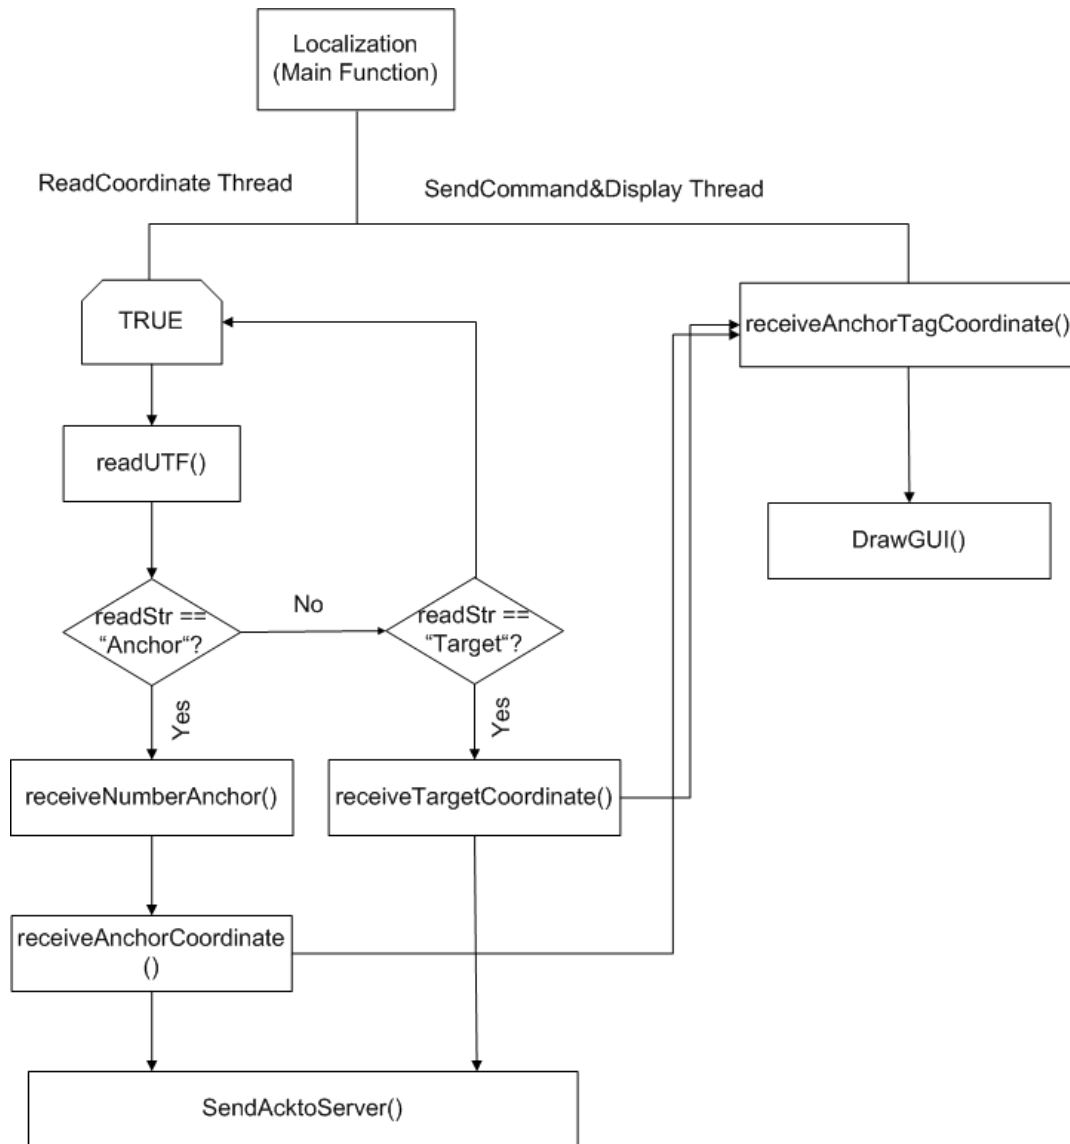 Localization
(Main Function)
ReadCoordinate Thread
SendCommand&Display Thread
TRUE
receiveAnchorTagCoordinate()
readUTF()
DrawGUI()
readStr ==
“Anchor“?
No
readStr ==
“Target“?
Yes
Yes
receiveNumberAnchor()
receiveTargetCoordinate()
receiveAnchorCoordinate
()
SendAcktoServer()